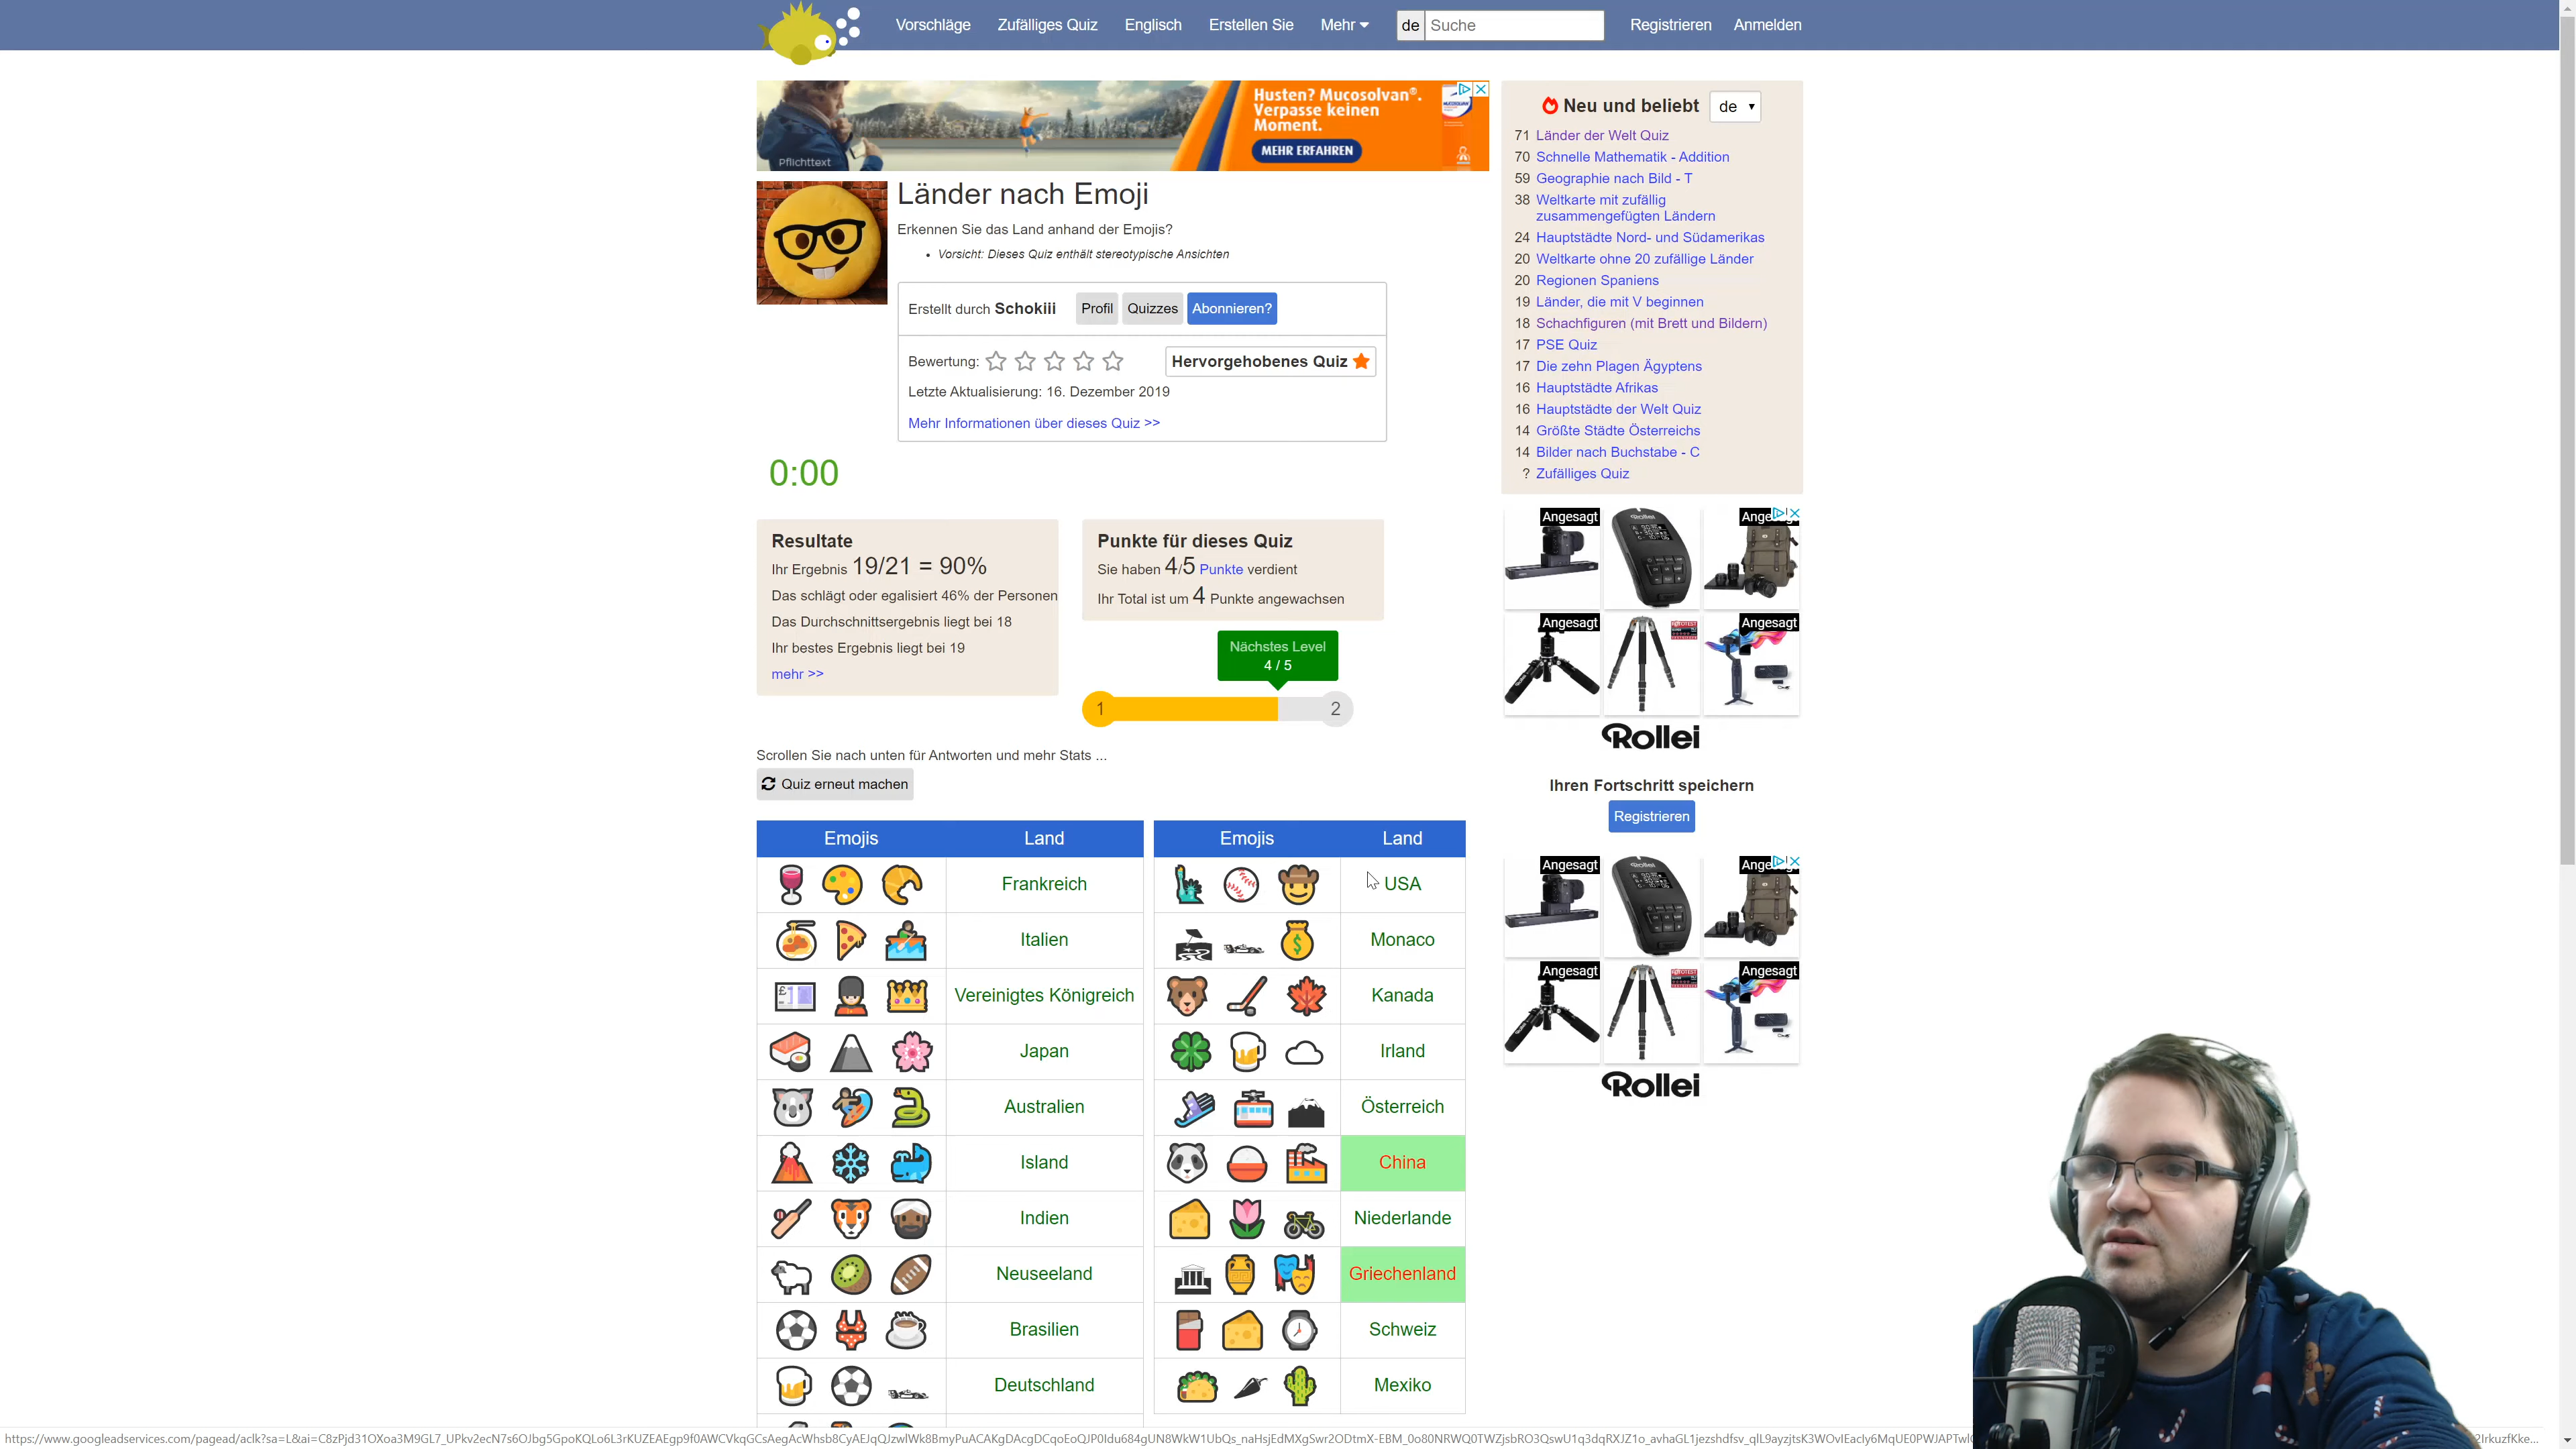 Vorschläge Zufälliges Quiz Englisch Erstellen Sie Mehr de Suche Registrieren Anmelden
Husten? Mucosolvan®.
Verpasse keinen
Moment.
MEHR ERFAHREN
Pflichttext
Länder nach Emoji
Erkennen Sie das Land anhand der Emojis?
• Vorsicht: Dieses Quiz enthält stereotypische Ansichten
Erstellt durch Schokiii Profil Quizzes Abonnieren?
Bewertung: Hervorgehobenes Quiz
Letzte Aktualisierung: 16. Dezember 2019
Mehr Informationen über dieses Quiz >>
0:00
Resultate
Ihr Ergebnis 19/21 = 90%
Das schlägt oder egalisiert 46% der Personen
Das Durchschnittsergebnis liegt bei 18
Ihr bestes Ergebnis liegt bei 19
mehr >>
Punkte für dieses Quiz
Sie haben 4/5 Punkte verdient
Ihr Total ist um 4 Punkte angewachsen
Nächstes Level
4 / 5
1 2
Scrollen Sie nach unten für Antworten und mehr Stats ...
Quiz erneut machen
Emojis Land Emojis Land
Frankreich USA
Italien Monaco
Vereinigtes Königreich Kanada
Japan Irland
Australien Österreich
Island China
Indien Niederlande
Neuseeland Griechenland
Brasilien Schweiz
Deutschland Mexiko
Neu und beliebt de
71 Länder der Welt Quiz
70 Schnelle Mathematik - Addition
59 Geographie nach Bild - T
38 Weltkarte mit zufällig
zusammengefügten Ländern
24 Hauptstädte Nord- und Südamerikas
20 Weltkarte ohne 20 zufällige Länder
20 Regionen Spaniens
19 Länder, die mit V beginnen
18 Schachfiguren (mit Brett und Bildern)
17 PSE Quiz
17 Die zehn Plagen Ägyptens
16 Hauptstädte Afrikas
16 Hauptstädte der Welt Quiz
14 Größte Städte Österreichs
14 Bilder nach Buchstabe - C
? Zufälliges Quiz
Angesagt
Angesagt Angesagt
Rollei
Ihren Fortschritt speichern
Registrieren
Angesagt
Angesagt Angesagt
Rollei